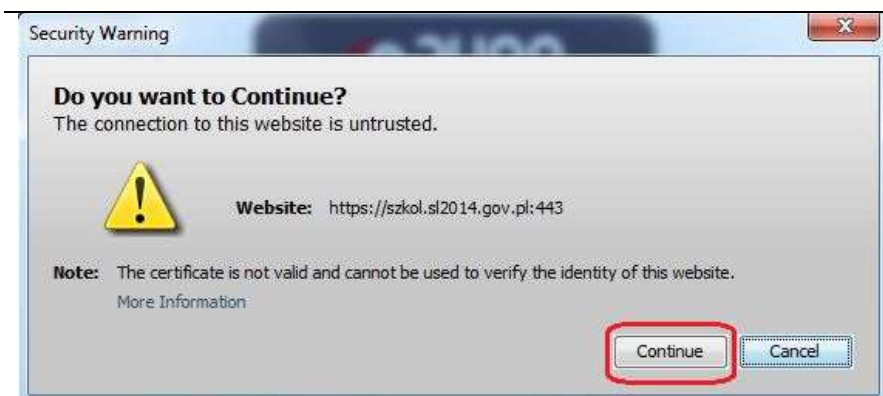 Security Warning
Do you want to Continue?
The connection to this website is untrusted.
Website: https://szkol.sl2014.gov.pl:443
Note: The certificate is not valid and cannot be used to verify the identity of this website.
More Information
Continue Cancel